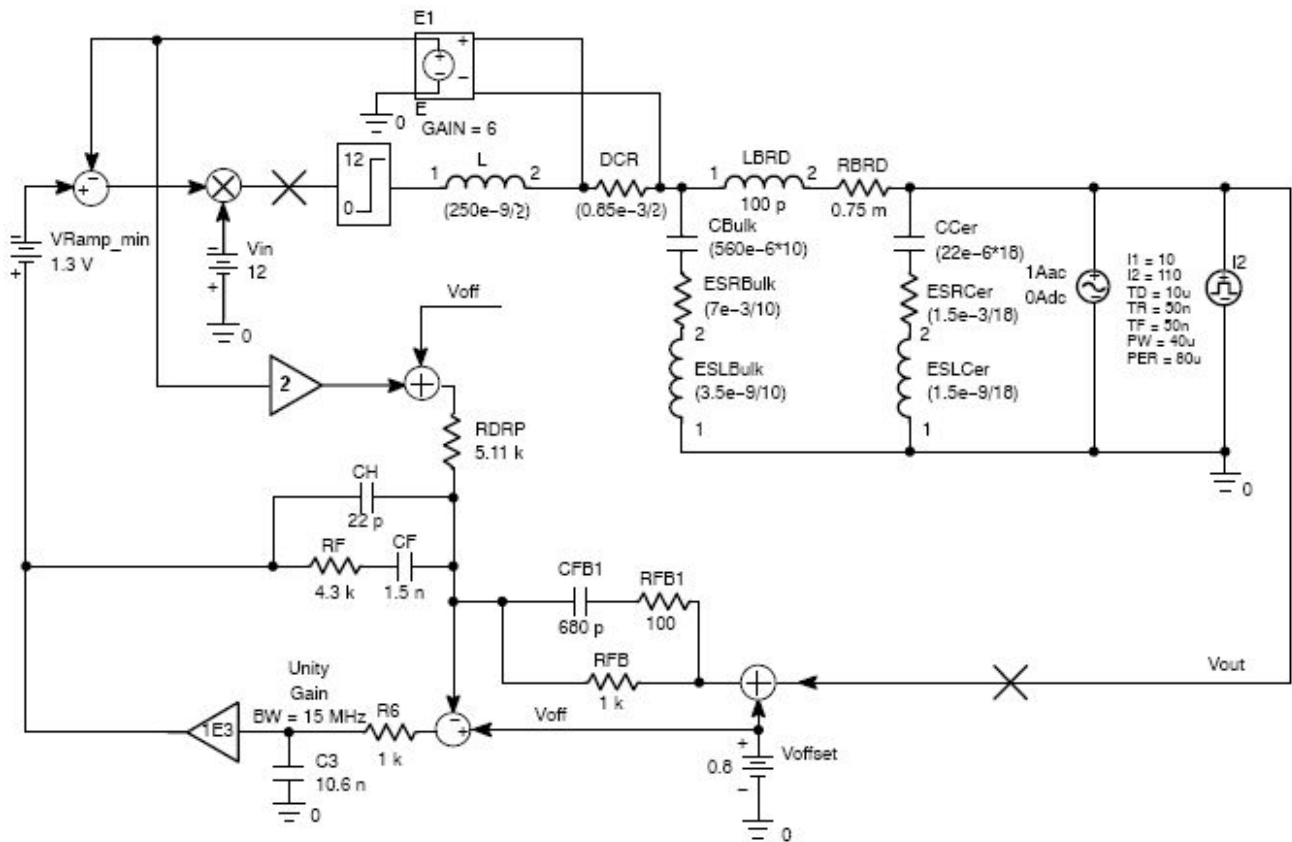 E1
+
+
−
−
E
0
GAIN = 6
−
+
12
0
1
L
2
(250e−9/2)
DCR
(0.85e−3/2)
1
LBRD
2
100 p
RBRD
0.75 m
VRamp_min
1.3 V
−
+
Vin
12
−
+
0
CBulk
(560e−6*10)
ESRBulk
(7e−3/10)
2
ESLBulk
(3.5e−9/10)
1
CCer
(22e−6*18)
ESRCer
(1.5e−3/18)
2
ESLCer
(1.5e−9/18)
1
1Aac
0Adc
I1 = 10
I2 = 110
TD = 10u
TR = 50n
TF = 50n
PW = 40u
PER = 80u
I2
0
Voff
2
RDRP
5.11 k
CH
22 p
RF
4.3 k
CF
1.5 n
CFB1
680 p
RFB1
100
RFB
1 k
Vout
Unity
Gain
BW = 15 MHz
1E3
R6
1 k
−
+
Voff
C3
10.6 n
0
+
0.8
−
Voffset
0